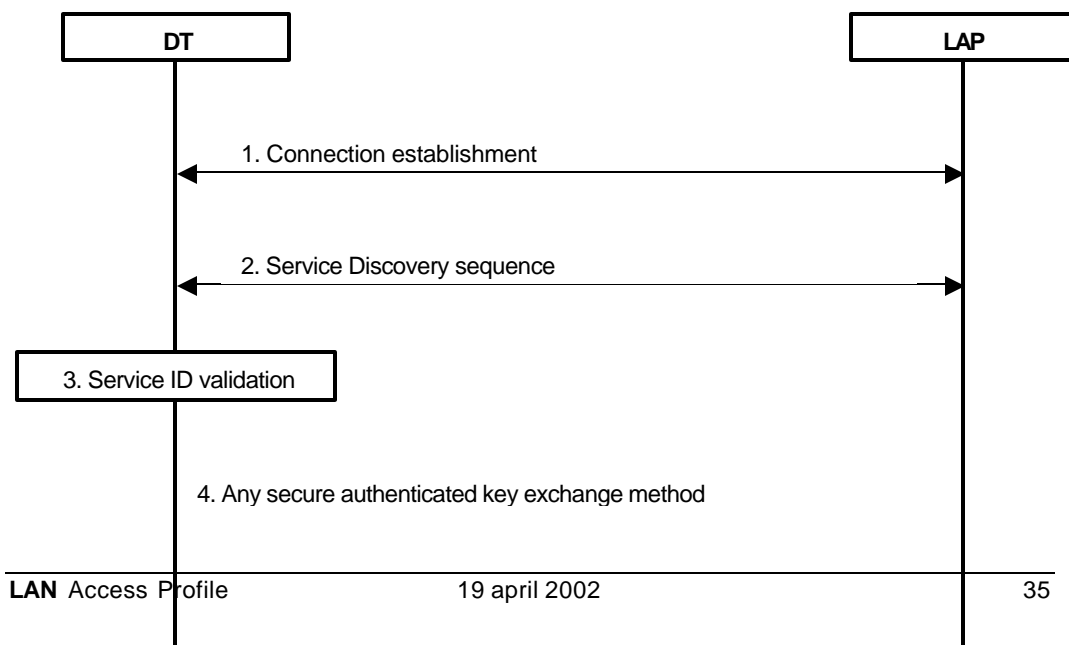 DT LAP
1. Connection establishment
2. Service Discovery sequence
3. Service ID validation
4. Any secure authenticated key exchange method
LAN Access Profile 19 april 2002 35